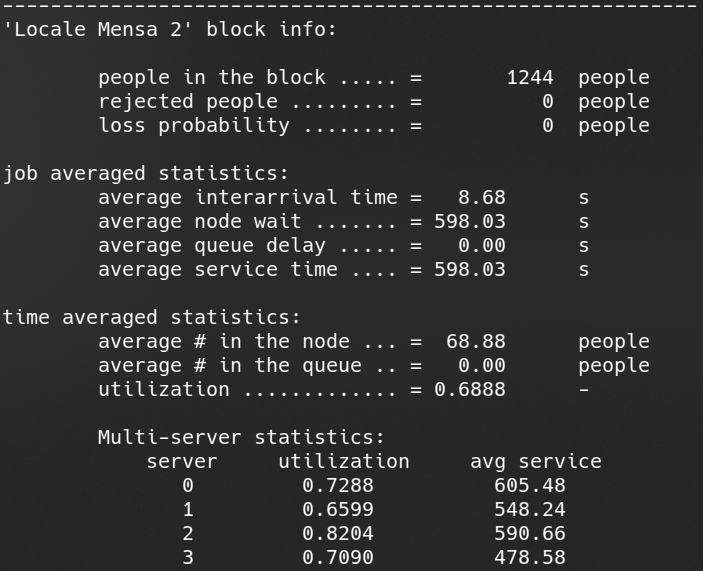 ----------------------------------------------------------
'Locale Mensa 2' block info:
people in the block ..... = 1244 people
rejected people ......... = 0 people
loss probability ........ = 0 people
job averaged statistics:
average interarrival time = 8.68 s
average node wait ....... = 598.03 s
average queue delay ..... = 0.00 s
average service time .... = 598.03 s
time averaged statistics:
average # in the node ... = 68.88 people
average # in the queue .. = 0.00 people
utilization ............. = 0.6888 -
Multi-server statistics:
server utilization avg service
0 0.7288 605.48
1 0.6599 548.24
2 0.8204 590.66
3 0.7090 478.58